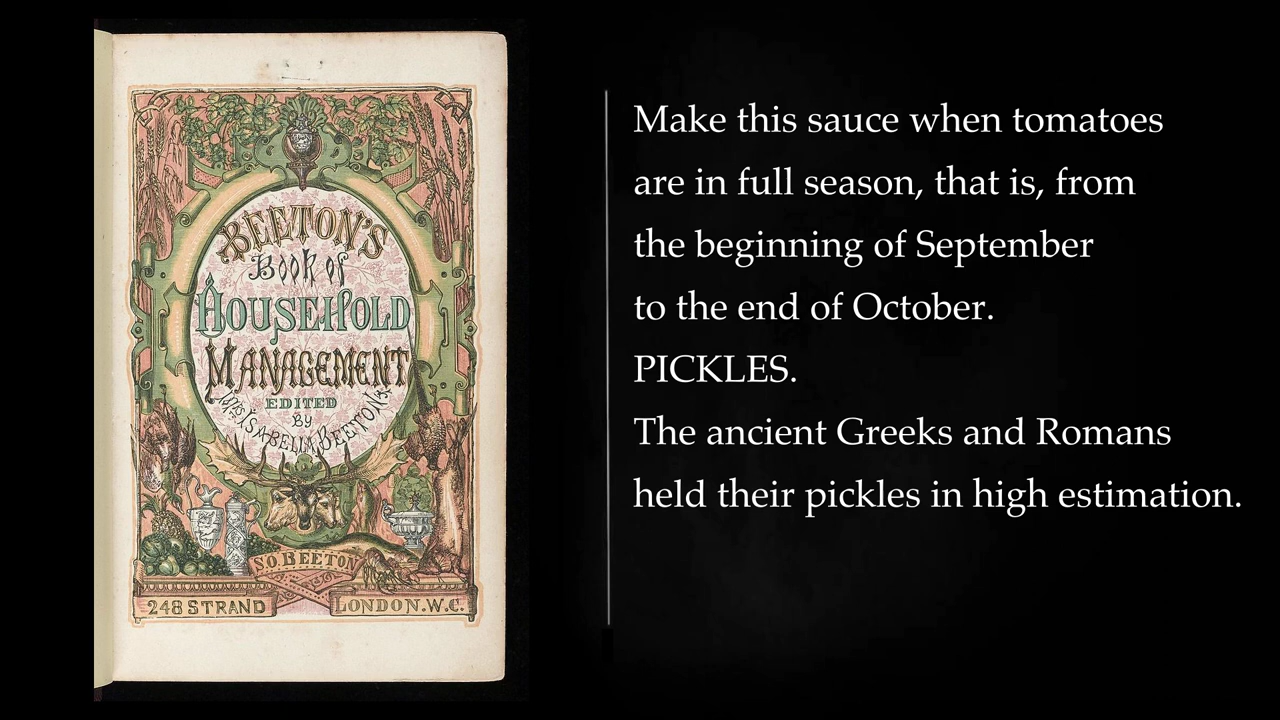 BEETON'S
Book of
HOUSEHOLD
MANAGEMENT
EDITED
BY
MRS ISABELLA BEETON
S.O. BEETON
248 STRAND
LONDON. W.C.
Make this sauce when tomatoes
are in full season, that is, from
the beginning of September
to the end of October.
PICKLES.
The ancient Greeks and Romans
held their pickles in high estimation.